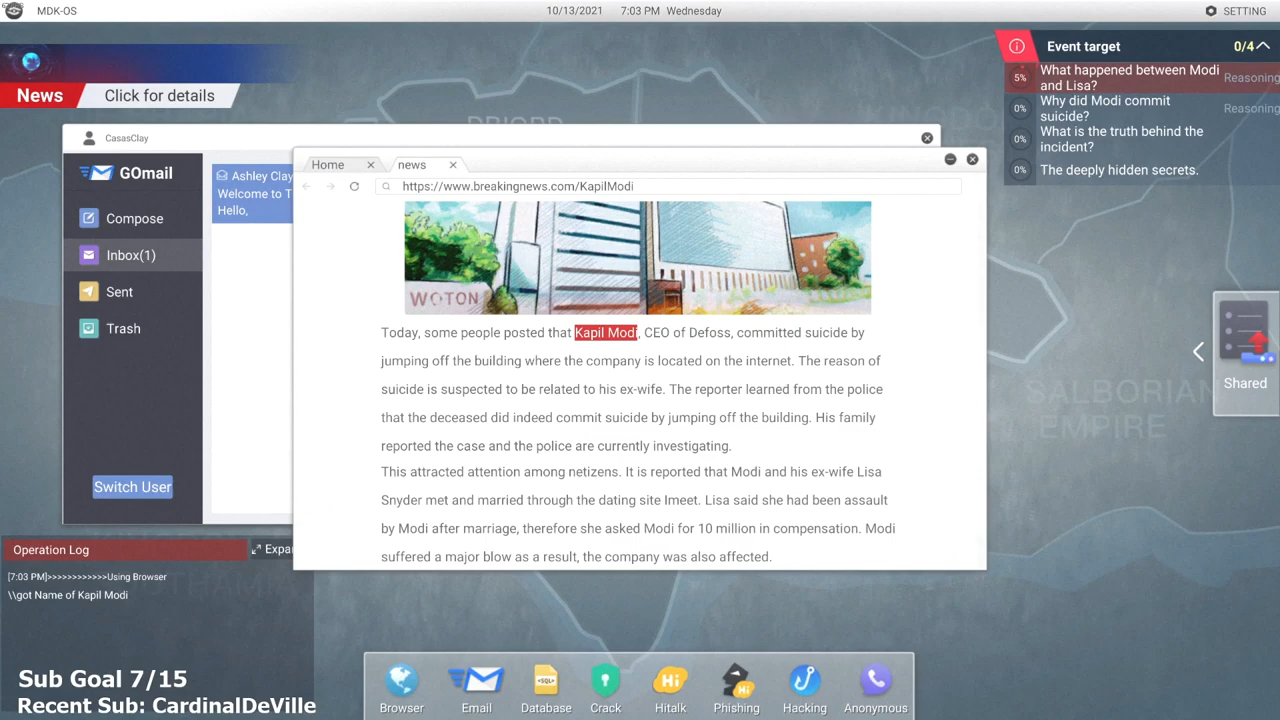 MDK-OS
10/13/2021 7:03 PM Wednesday
SETTING
News
Click for details
Event target
0/4
5%
What happened between Modi
and Lisa?
Reasoning
0%
Why did Modi commit
suicide?
Reasoning
0%
What is the truth behind the
incident?
0%
The deeply hidden secrets.
CasasClay
GOmail
Compose
Inbox(1)
Sent
Trash
Switch User
Ashley Clay
Welcome to T
Hello,
Home
news
https://www.breakingnews.com/KapilModi
WOTON
Today, some people posted that Kapil Modi, CEO of Defoss, committed suicide by
jumping off the building where the company is located on the internet. The reason of
suicide is suspected to be related to his ex-wife. The reporter learned from the police
that the deceased did indeed commit suicide by jumping off the building. His family
reported the case and the police are currently investigating.
This attracted attention among netizens. It is reported that Modi and his ex-wife Lisa
Snyder met and married through the dating site Imeet. Lisa said she had been assault
by Modi after marriage, therefore she asked Modi for 10 million in compensation. Modi
suffered a major blow as a result, the company was also affected.
Shared
SALBORIAN
EMPIRE
Operation Log
Expan
[7:03 PM]>>>>>>>>>>>>Using Browser
\\got Name of Kapil Modi
Sub Goal 7/15
Recent Sub: CardinalDeVille
Browser
Email
<SQL>
Database
Crack
Hi
Hitalk
Hi
Phishing
Hacking
Anonymous